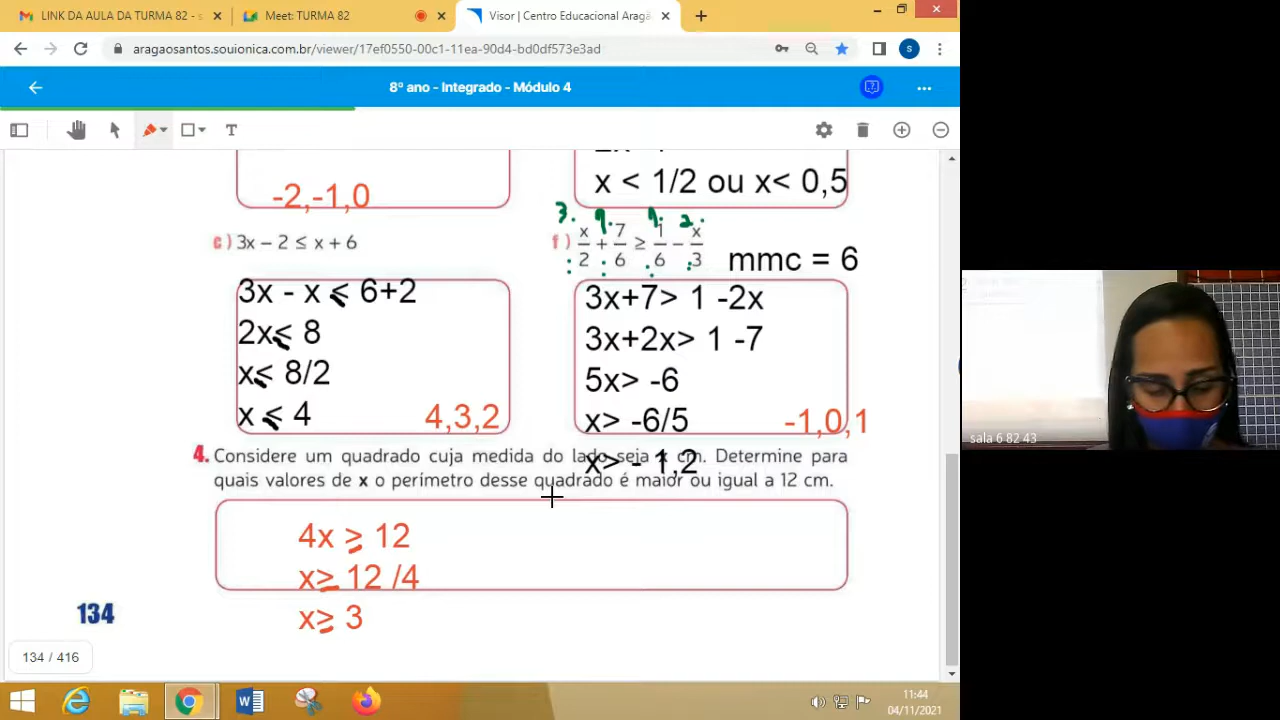 LINK DA AULA DA TURMA 82 - s
Meet: TURMA 82
Visor | Centro Educacional Aragã
aragaosantos.souionica.com.br/viewer/17ef0550-00c1-11ea-90d4-bd0df573e3ad
s
8º ano - Integrado - Módulo 4
T
x < 1/2 ou x< 0,5
-2,-1,0
3. 1. 1. 2.
c) 3x − 2 ≤ x + 6
f) x/2 + 7/6 ≥ 1/6 − x/3
mmc = 6
3x - x ≤ 6+2
2x≤ 8
x≤ 8/2
x ≤ 4
4,3,2
3x+7> 1 -2x
3x+2x> 1 -7
5x> -6
x> -6/5
x> - 1,2
-1,0,1
4. Considere um quadrado cuja medida do lado seja x cm. Determine para
quais valores de x o perímetro desse quadrado é maior ou igual a 12 cm.
4x ≥ 12
x≥ 12 /4
x≥ 3
134
134 / 416
sala 6 82 43
11:44
04/11/2021